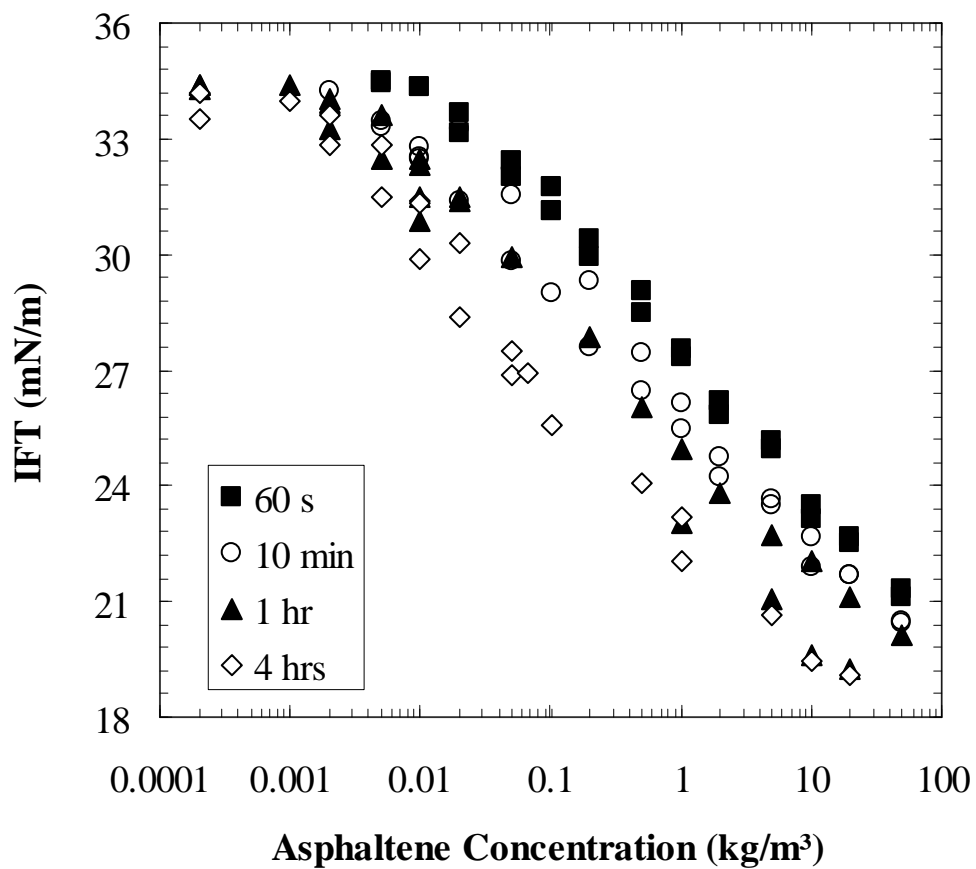 36
33
30
27
24
21
18
IFT (mN/m)
60 s
10 min
1 hr
4 hrs
0.0001 0.001 0.01 0.1 1 10 100
Asphaltene Concentration (kg/m³)